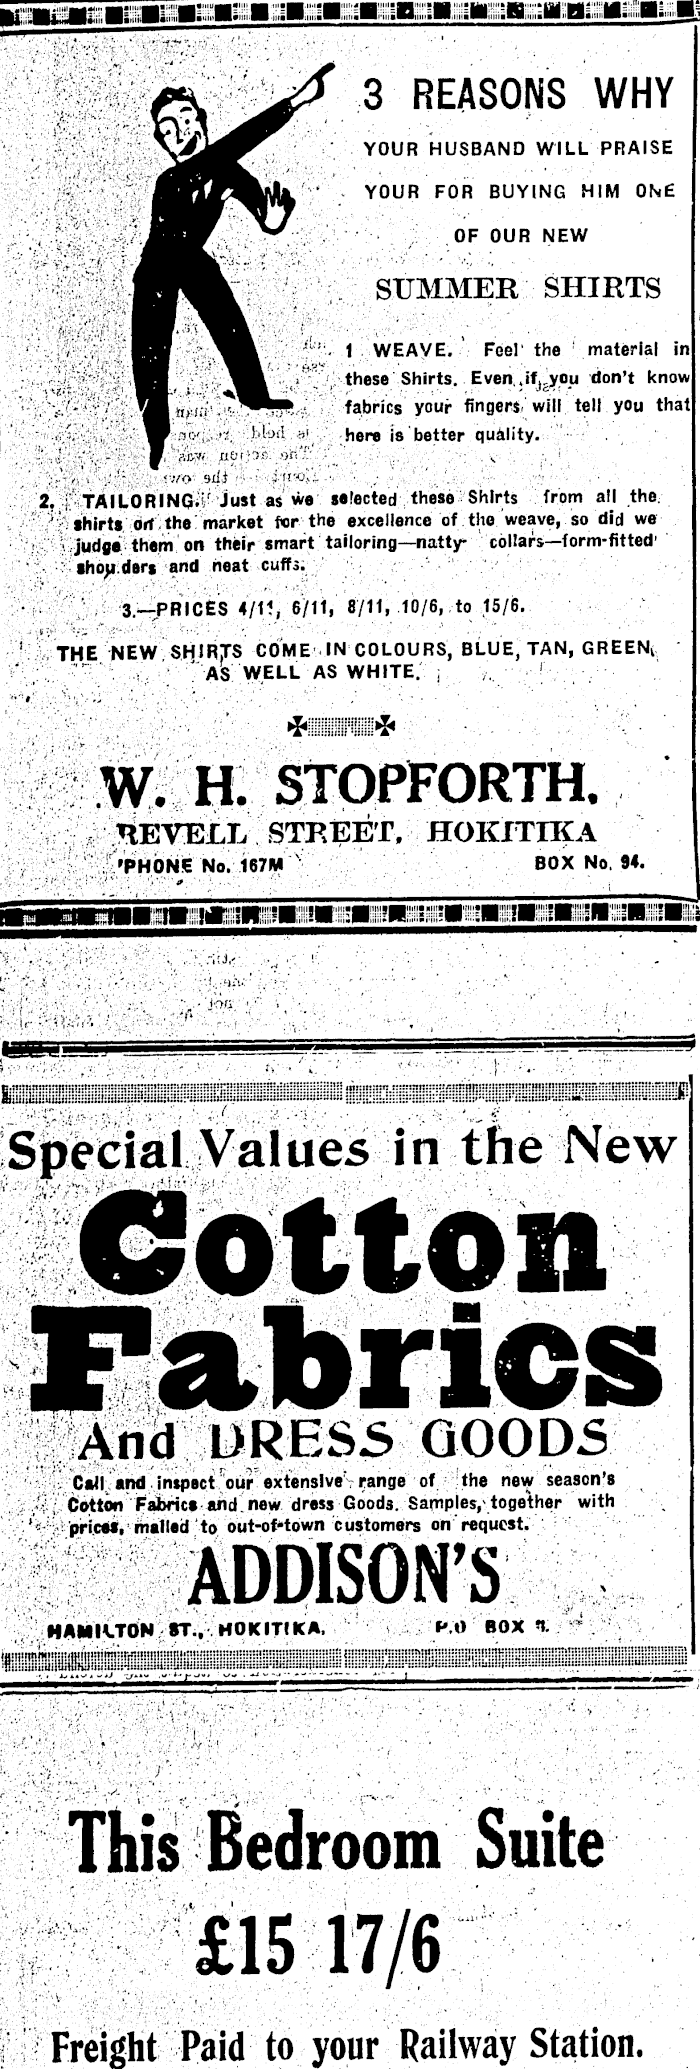 3 REASONS WHY
YOUR HUSBAND WILL PRAISE
YOUR FOR BUYING HIM ONE
OF OUR NEW
SUMMER SHIRTS
1 WEAVE. Feel the material in
these Shirts. Even if you don't know
fabrics your fingers will tell you that
here is better quality.
2. TAILORING. Just as we selected these Shirts from all the
shirts on the market for the excellence of the weave, so did we
judge them on their smart tailoring—natty collars—form-fitted
shoulders and neat cuffs.
3.—PRICES 4/11, 6/11, 8/11, 10/6, to 15/6.
THE NEW SHIRTS COME IN COLOURS, BLUE, TAN, GREEN,
AS WELL AS WHITE.
W. H. STOPFORTH,
REVELL STREET, HOKITIKA
'PHONE No. 167M BOX No. 94.
Special Values in the New
Cotton
Fabrics
And DRESS GOODS
Call and inspect our extensive range of the new season's
Cotton Fabrics and new dress Goods. Samples, together with
prices, mailed to out-of-town customers on request.
ADDISON'S
HAMILTON ST., HOKITIKA. P.O BOX
This Bedroom Suite
£15 17/6
Freight Paid to your Railway Station.